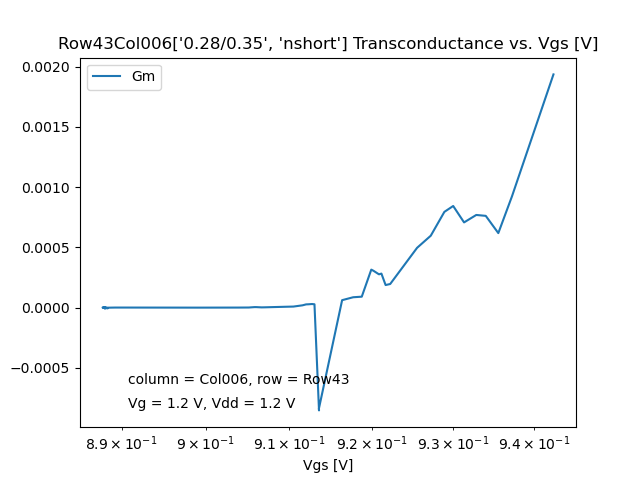 Row43Col006['0.28/0.35', 'nshort'] Transconductance vs. Vgs [V]
Gm
0.0020
0.0015
0.0010
0.0005
0.0000
−0.0005
column = Col006, row = Row43
Vg = 1.2 V, Vdd = 1.2 V
8.9 × 10⁻¹ 9 × 10⁻¹ 9.1 × 10⁻¹ 9.2 × 10⁻¹ 9.3 × 10⁻¹ 9.4 × 10⁻¹
Vgs [V]